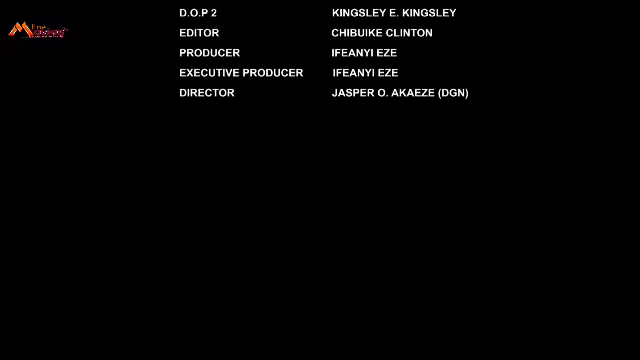 D.O.P 2 KINGSLEY E. KINGSLEY
EDITOR CHIBUIKE CLINTON
PRODUCER IFEANYI EZE
EXECUTIVE PRODUCER IFEANYI EZE
DIRECTOR JASPER O. AKAEZE (DGN)